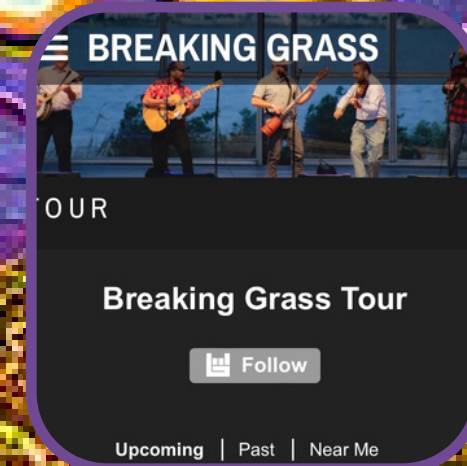 BREAKING GRASS
TOUR
Breaking Grass Tour
Follow
Upcoming | Past | Near Me